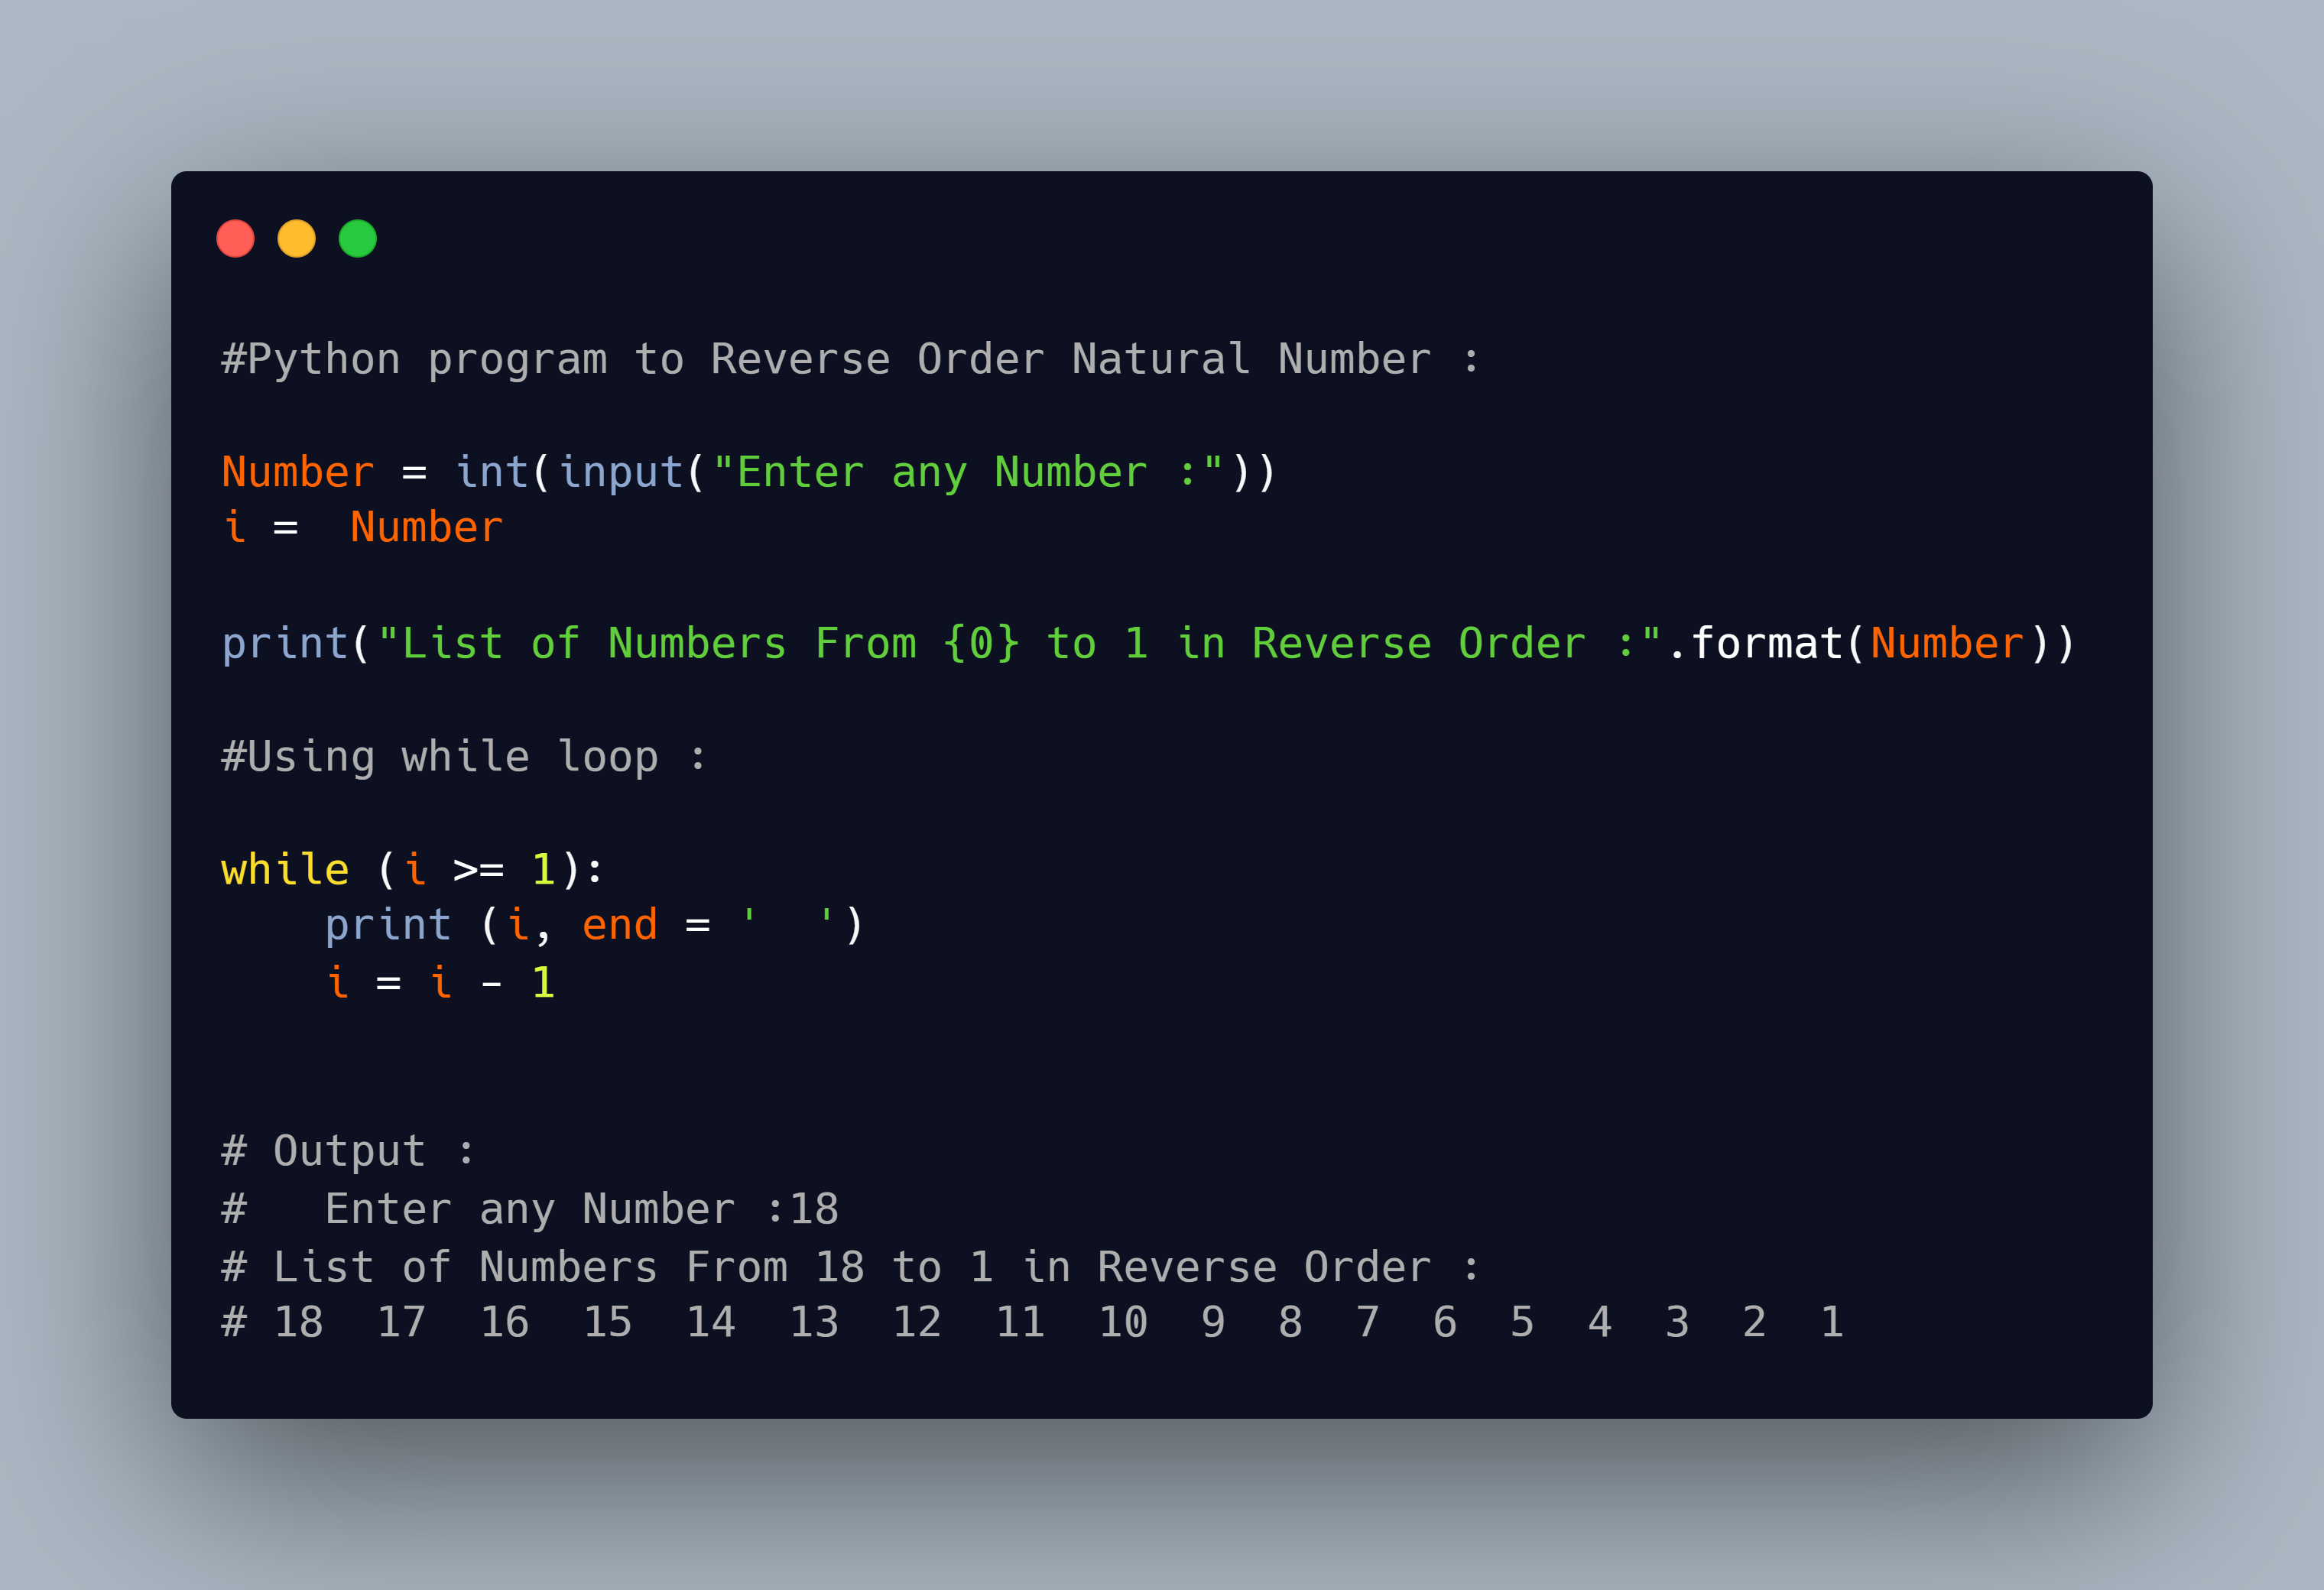 #Python program to Reverse Order Natural Number :
Number = int(input("Enter any Number :"))
i =  Number
print("List of Numbers From {0} to 1 in Reverse Order :".format(Number))
#Using while loop :
while (i >= 1):
    print (i, end = '  ')
    i = i - 1
# Output :
#   Enter any Number :18
# List of Numbers From 18 to 1 in Reverse Order :
# 18  17  16  15  14  13  12  11  10  9  8  7  6  5  4  3  2  1